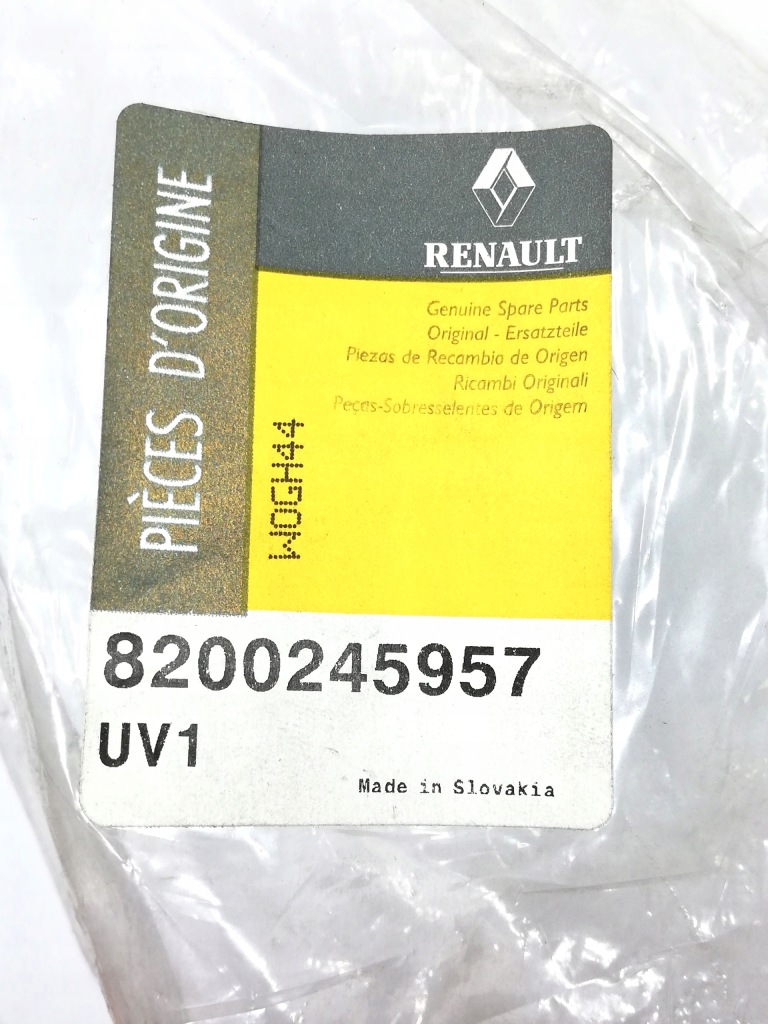 PIÈCES D'ORIGINE
RENAULT
Genuine Spare Parts
Original - Ersatzteile
Piezas de Recambio de Origen
Ricambi Originali
Peças-Sobresselentes de Origem
WOGH44
8200245957
UV1
Made in Slovakia